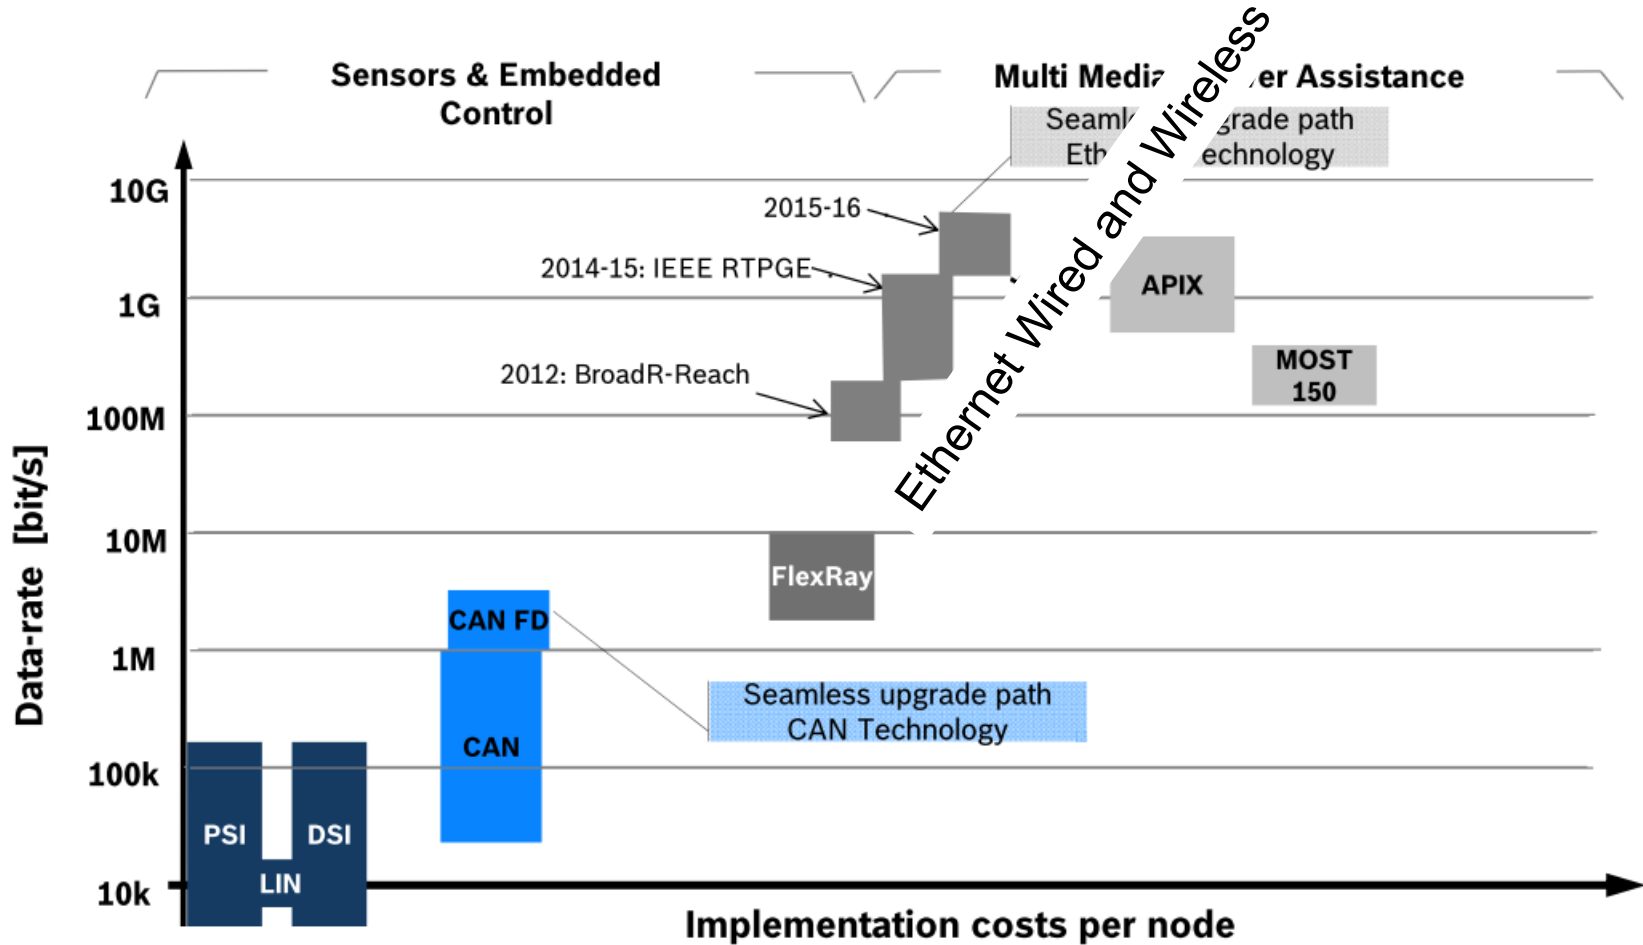 Sensors & Embedded
Control
Multi Media er Assistance
Seaml grade path
Eth echnology
Ethernet Wired and Wireless
10G
2015-16
2014-15: IEEE RTPGE
1G
APIX
MOST
150
2012: BroadR-Reach
100M
Data-rate [bit/s]
10M
FlexRay
CAN FD
1M
Seamless upgrade path
CAN Technology
CAN
100k
PSI
DSI
LIN
10k
Implementation costs per node